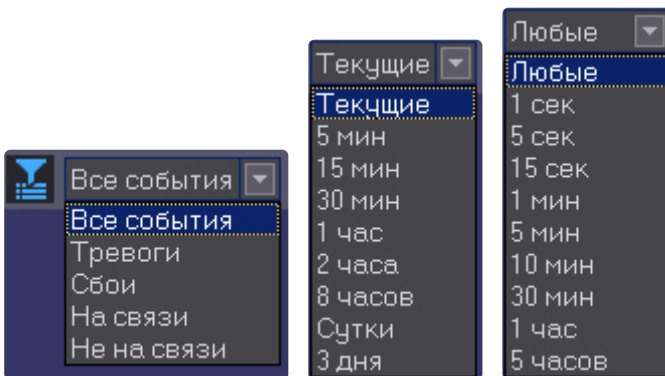 Все события
Все события
Тревоги
Сбои
На связи
Не на связи
Текущие
Текущие
5 мин
15 мин
30 мин
1 час
2 часа
8 часов
Сутки
3 дня
Любые
Любые
1 сек
5 сек
15 сек
1 мин
5 мин
10 мин
30 мин
1 час
5 часов